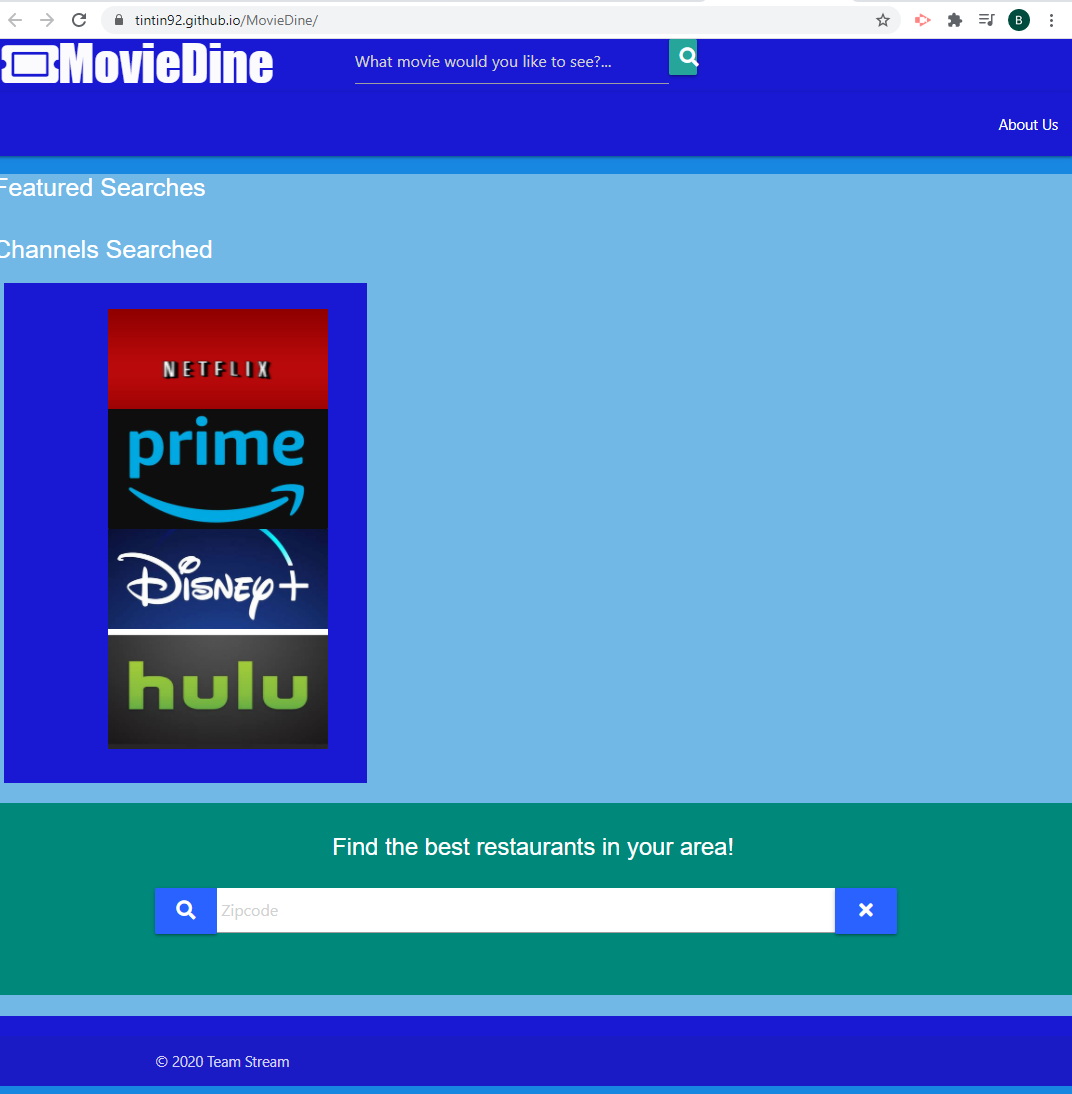 tintin92.github.io/MovieDine/
B
MovieDine
What movie would you like to see?...
About Us
Featured Searches
Channels Searched
NETFLIX
prime
Disney+
hulu
Find the best restaurants in your area!
Zipcode
© 2020 Team Stream